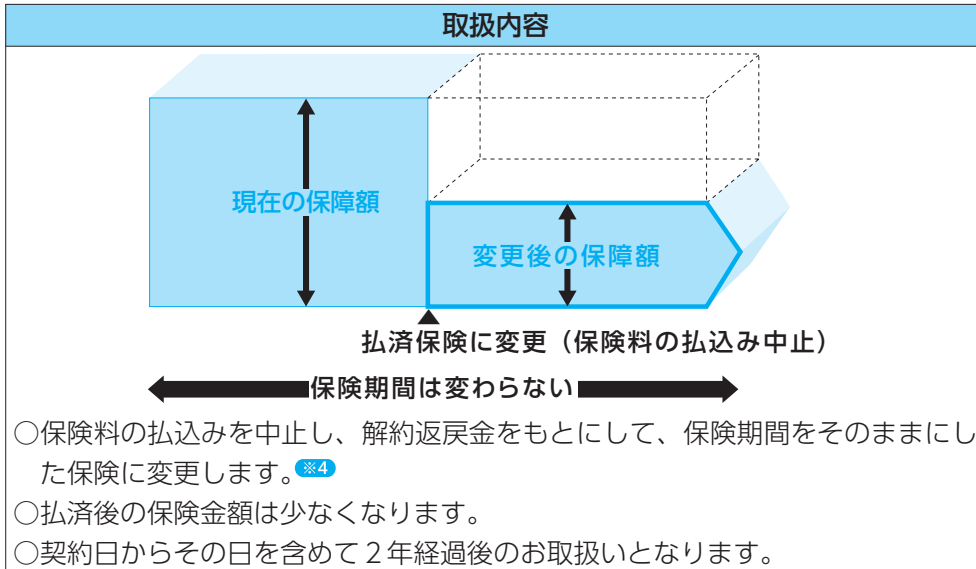 取扱内容
現在の保障額
変更後の保障額
払済保険に変更（保険料の払込み中止）
保険期間は変わらない
○保険料の払込みを中止し、解約返戻金をもとにして、保険期間をそのままにし
た保険に変更します。※4
○払済後の保険金額は少なくなります。
○契約日からその日を含めて２年経過後のお取扱いとなります。